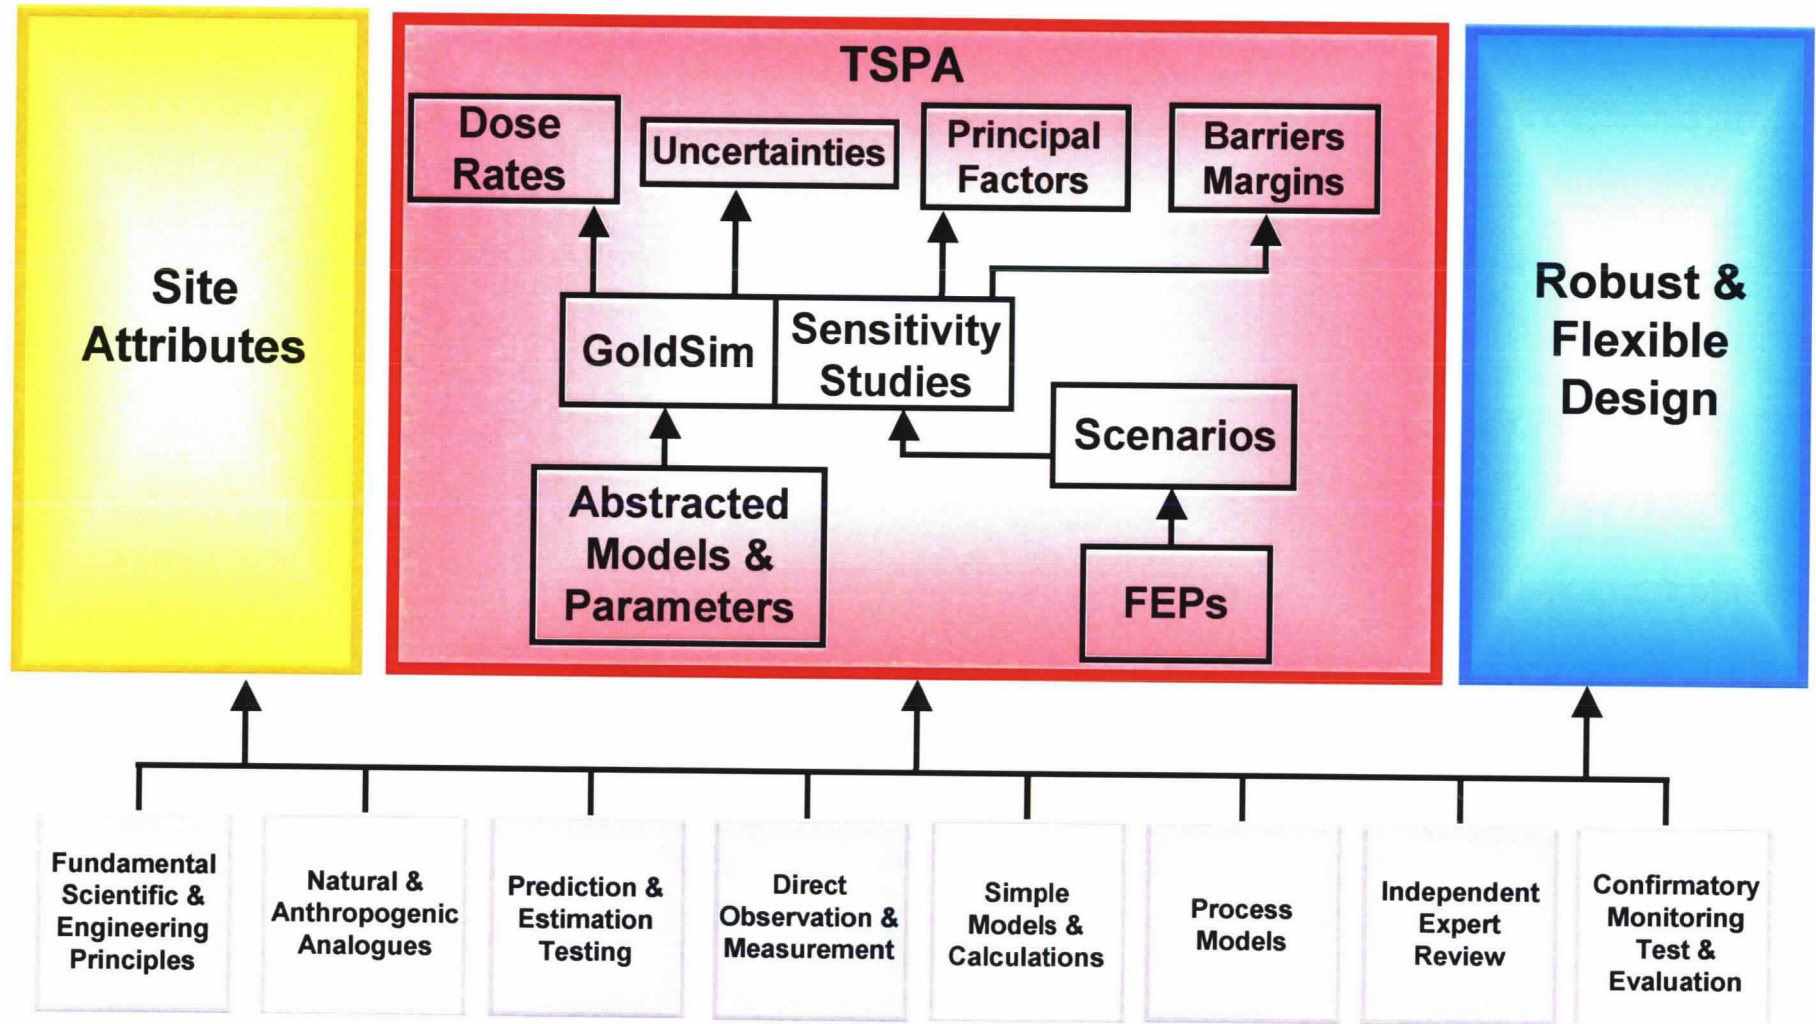 TSPA
Dose
Rates
Uncertainties
Principal
Factors
Barriers
Margins
Site
Attributes
GoldSim
Sensitivity
Studies
Robust &
Flexible
Design
Scenarios
Abstracted
Models &
Parameters
FEPs
Fundamental
Scientific &
Engineering
Principles
Natural &
Anthropogenic
Analogues
Prediction &
Estimation
Testing
Direct
Observation &
Measurement
Simple
Models &
Calculations
Process
Models
Independent
Expert
Review
Confirmatory
Monitoring
Test &
Evaluation